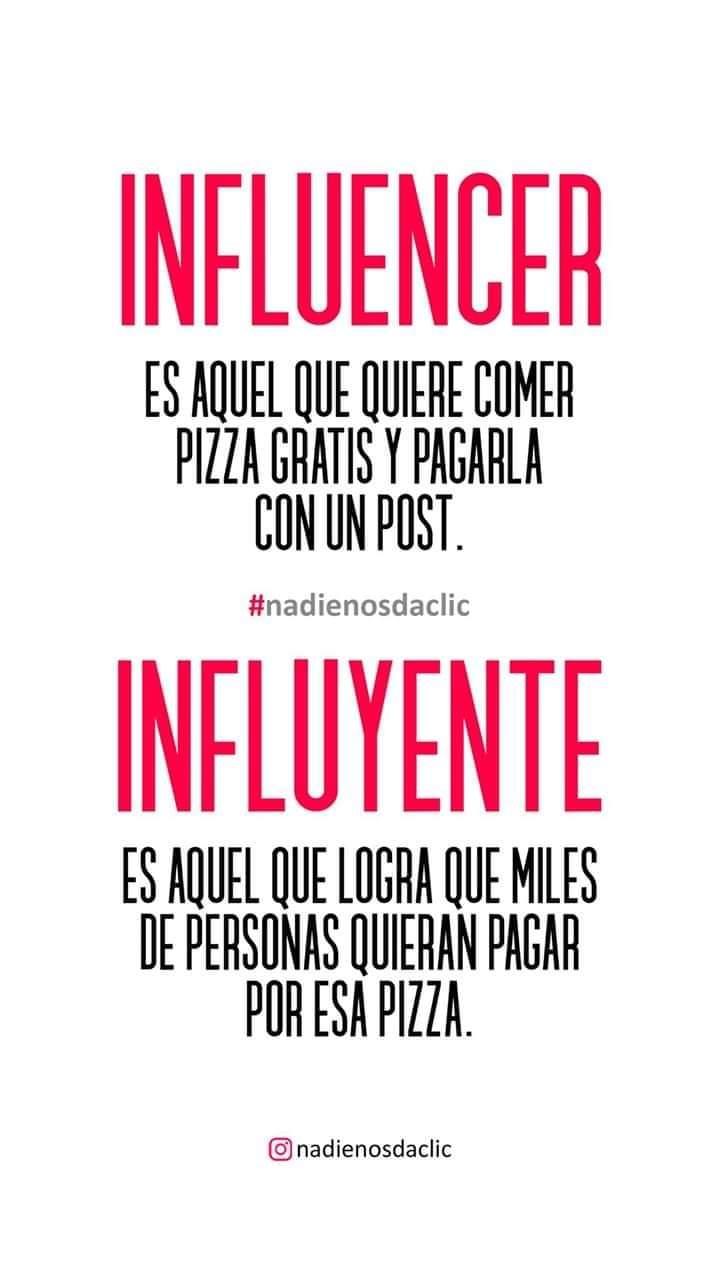 INFLUENCER
ES AQUEL QUE QUIERE COMER
PIZZA GRATIS Y PAGARLA
CON UN POST.
#nadienosdaclic
INFLUYENTE
ES AQUEL QUE LOGRA QUE MILES
DE PERSONAS QUIERAN PAGAR
POR ESA PIZZA.
nadienosdaclic